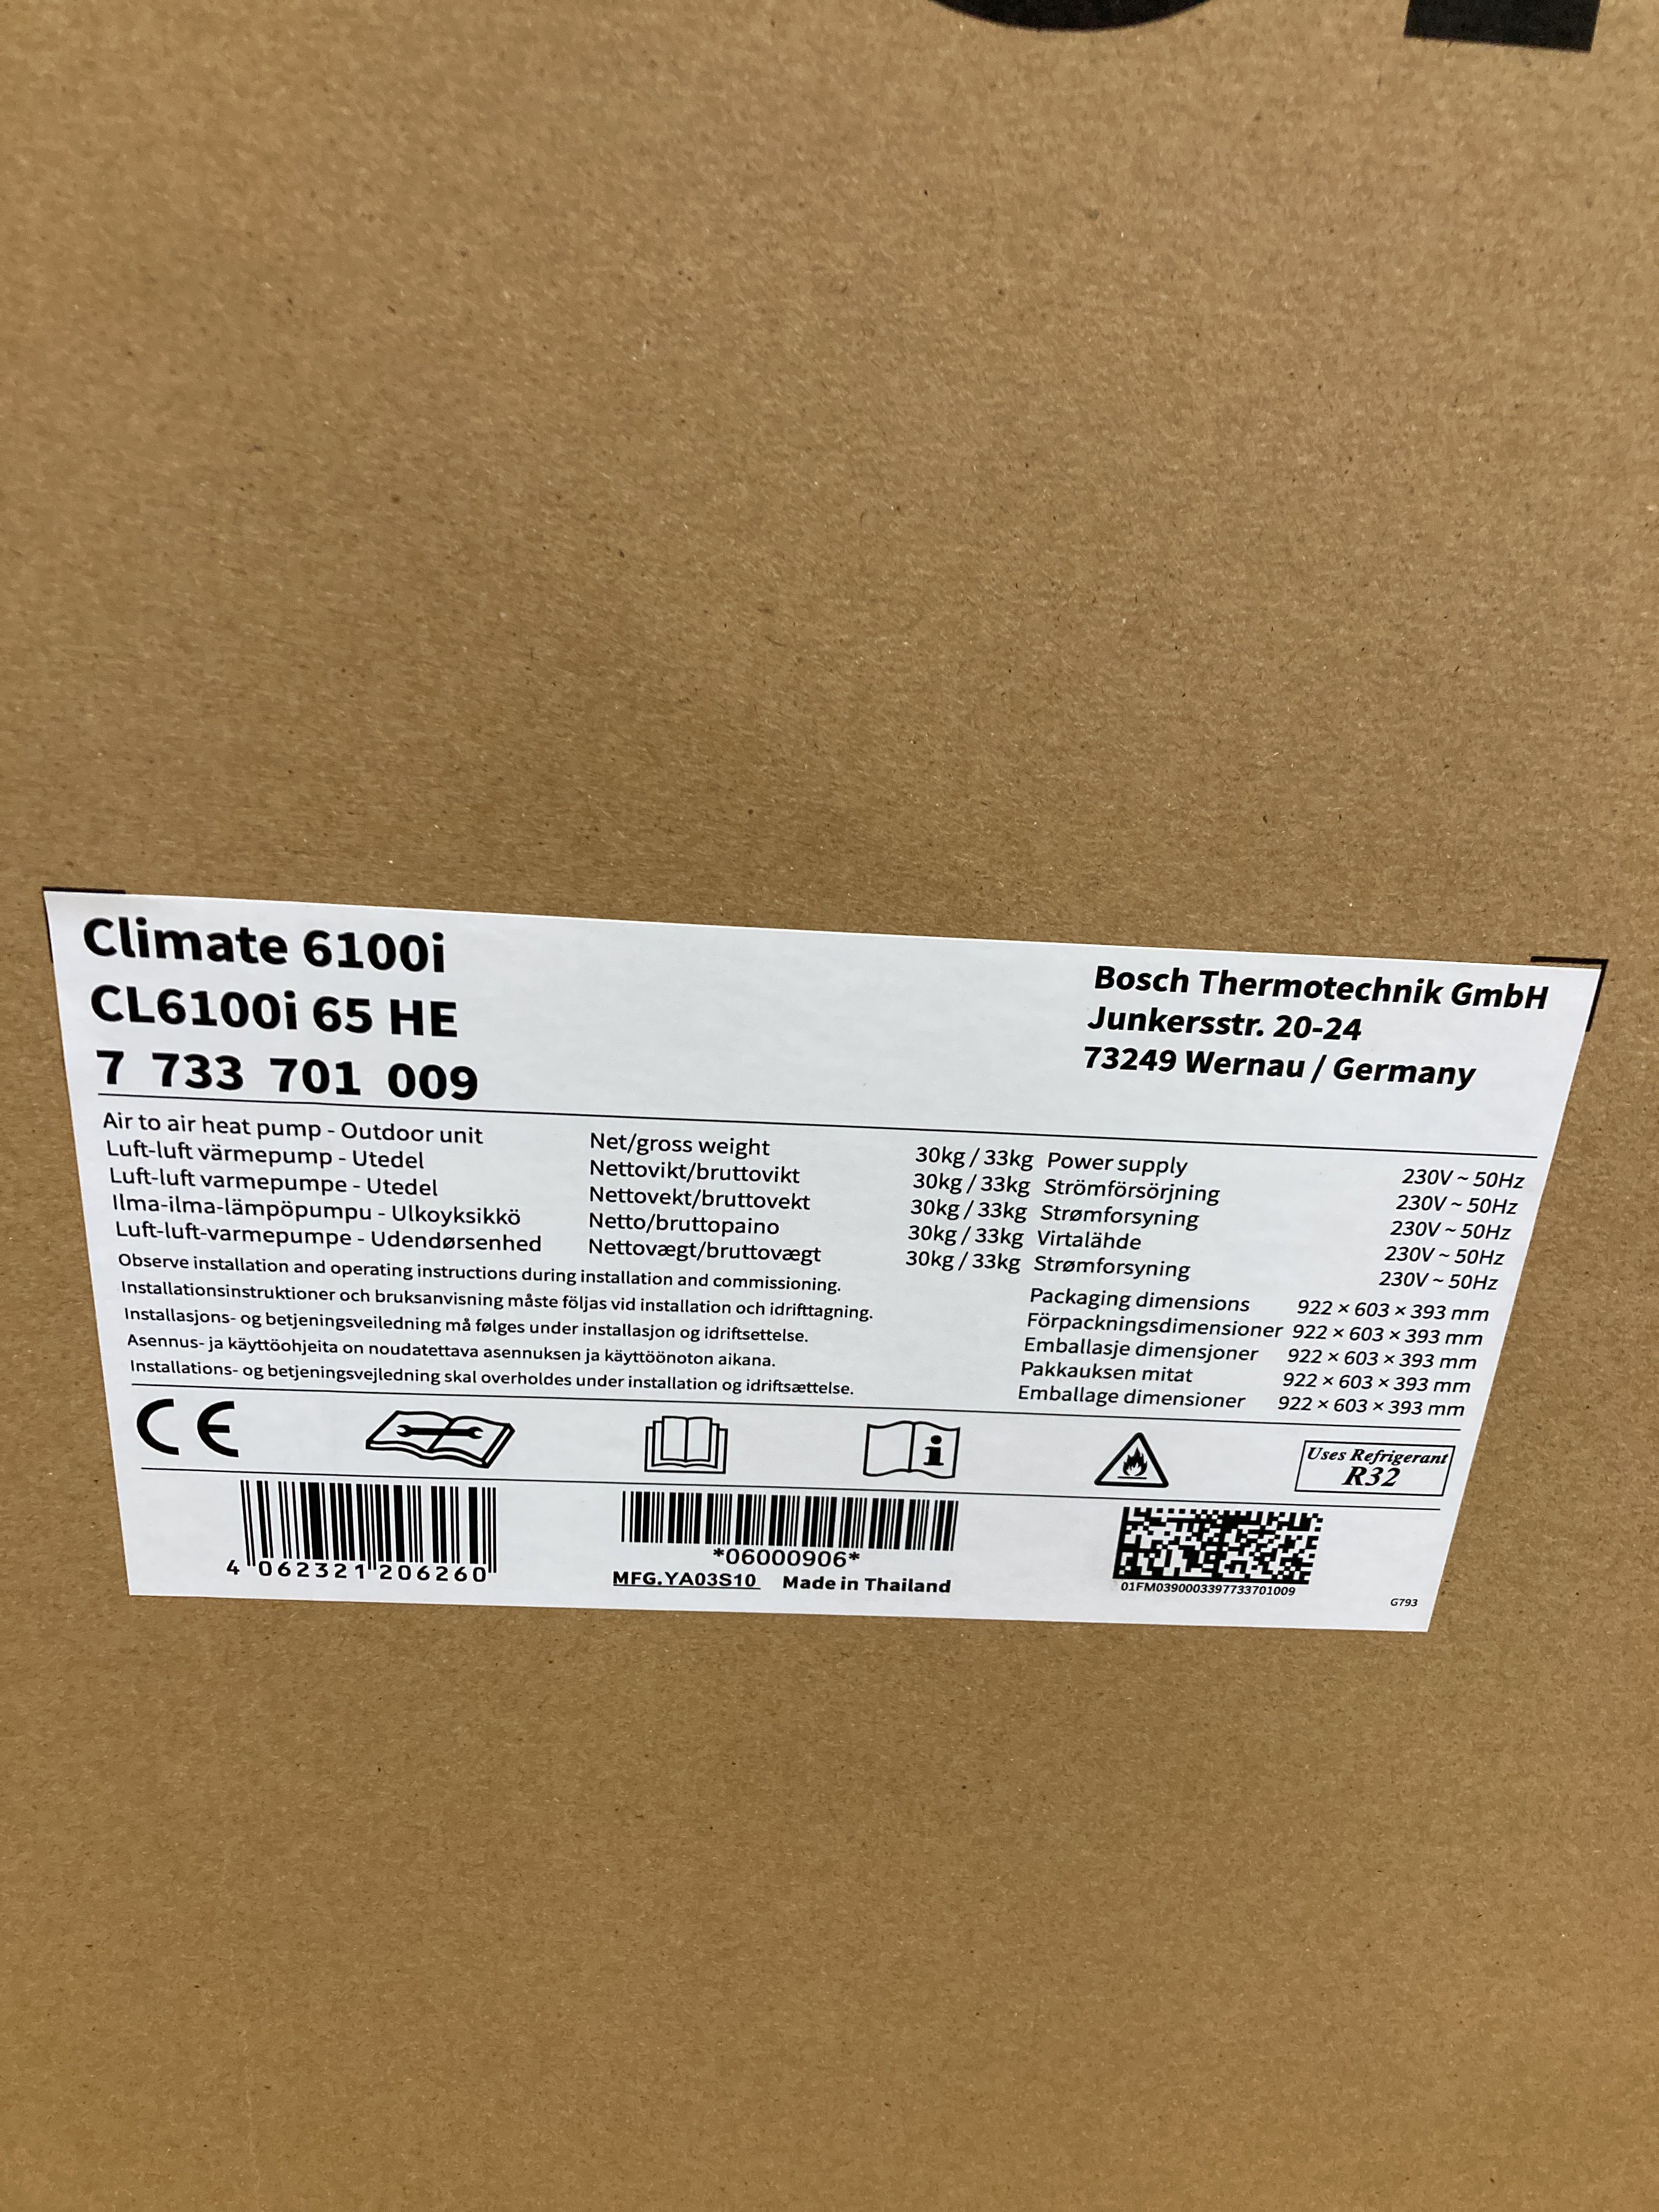 Climate 6100i
CL6100i 65 HE
7 733 701 009
Bosch Thermotechnik GmbH
Junkersstr. 20-24
73249 Wernau / Germany
Air to air heat pump - Outdoor unit
Luft-luft värmepump - Utedel
Luft-luft varmepumpe - Utedel
Ilma-ilma-lämpöpumpu - Ulkoyksikkö
Luft-luft-varmepumpe - Udendørsenhed
Net/gross weight 30kg / 33kg
Nettovikt/bruttovikt 30kg / 33kg
Nettovekt/bruttovekt 30kg / 33kg
Netto/bruttopaino 30kg / 33kg
Nettovægt/bruttovægt 30kg / 33kg
Power supply 230V ~ 50Hz
Strömförsörjning 230V ~ 50Hz
Strømforsyning 230V ~ 50Hz
Virtalähde 230V ~ 50Hz
Strømforsyning 230V ~ 50Hz
Observe installation and operating instructions during installation and commissioning.
Installationsinstruktioner och bruksanvisning måste följas vid installation och idrifttagning.
Installasjons- og betjeningsveiledning må følges under installasjon og idriftsettelse.
Asennus- ja käyttöohjeita on noudatettava asennuksen ja käyttöönoton aikana.
Installations- og betjeningsvejledning skal overholdes under installation og idriftsættelse.
Packaging dimensions 922 × 603 × 393 mm
Förpackningsdimensioner 922 × 603 × 393 mm
Emballasje dimensjoner 922 × 603 × 393 mm
Pakkauksen mitat 922 × 603 × 393 mm
Emballage dimensioner 922 × 603 × 393 mm
CE
i
Uses Refrigerant
R32
4 062321 206260
*06000906*
MFG.YA03S10 Made in Thailand
01FM0390003397733701009
G793